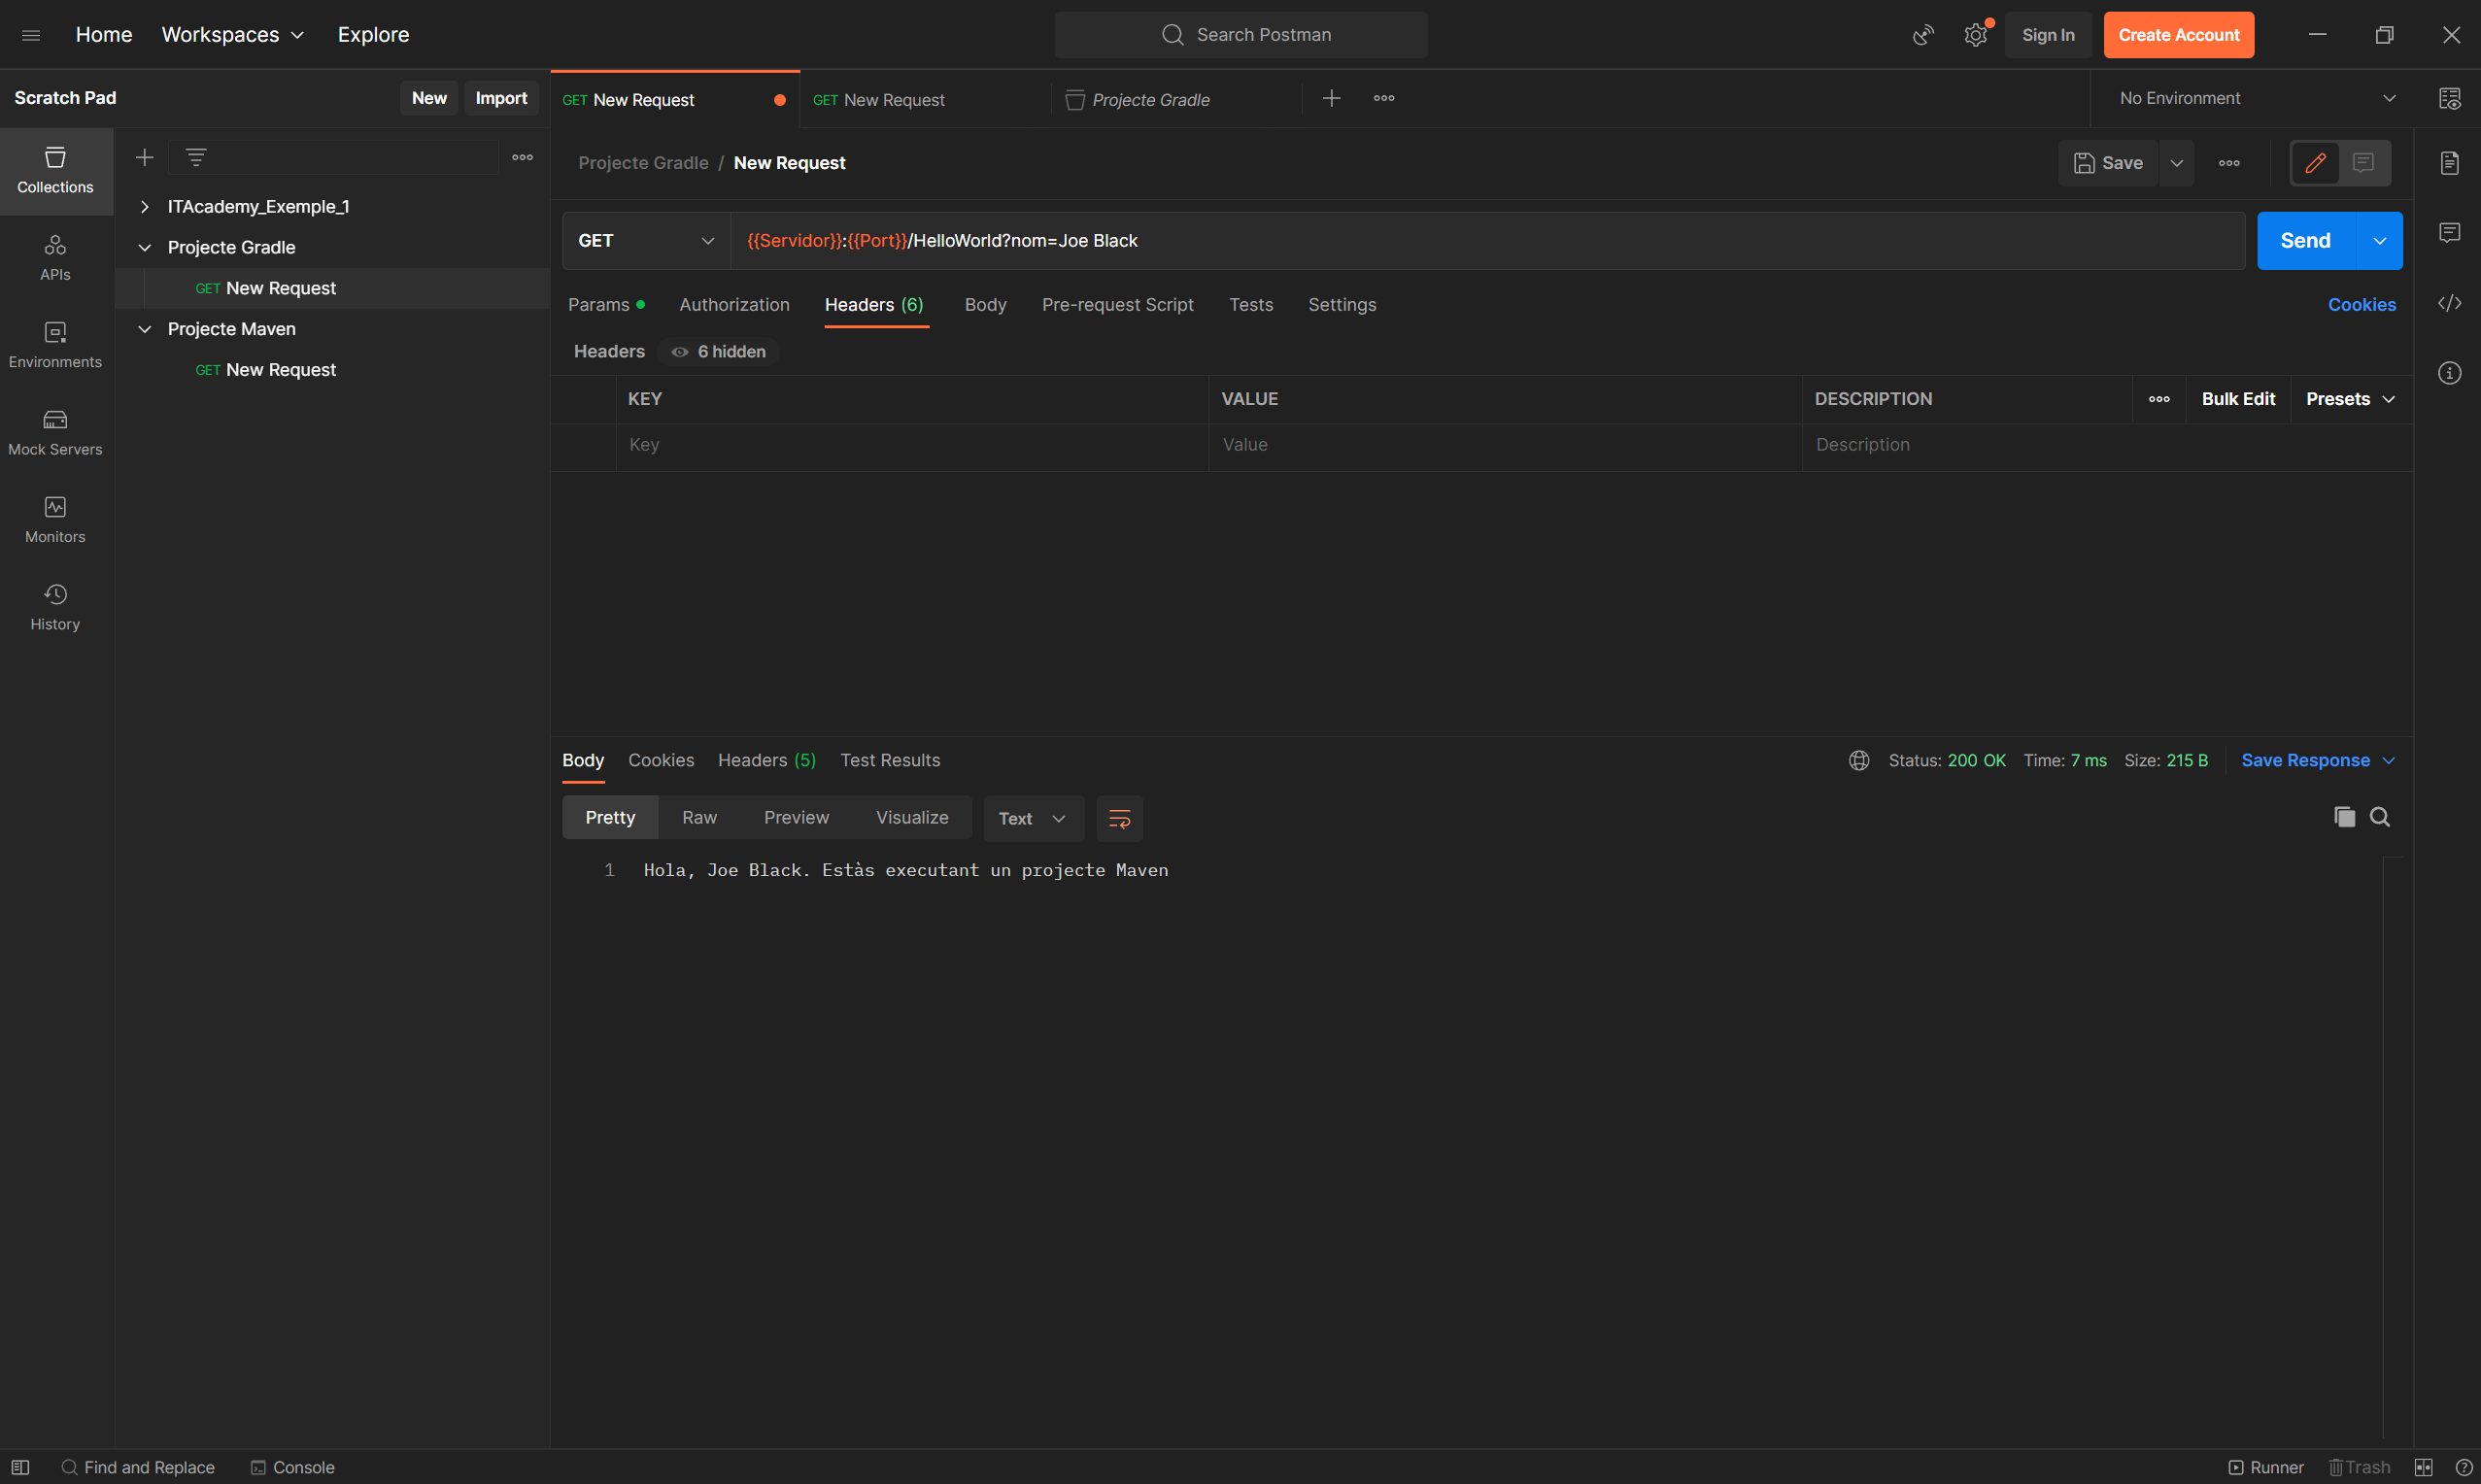 Home Workspaces Explore
Search Postman
Sign In Create Account
Scratch Pad New Import
GET New Request
GET New Request
Projecte Gradle
No Environment
Collections
APIs
Environments
Mock Servers
Monitors
History
ITAcademy_Exemple_1
Projecte Gradle
GET New Request
Projecte Maven
GET New Request
Projecte Gradle / New Request
Save
GET {{Servidor}}:{{Port}}/HelloWorld?nom=Joe Black
Send
Params Authorization Headers (6) Body Pre-request Script Tests Settings
Cookies
Headers 6 hidden
KEY VALUE DESCRIPTION Bulk Edit Presets
Key Value Description
Body Cookies Headers (5) Test Results
Status: 200 OK Time: 7 ms Size: 215 B Save Response
Pretty Raw Preview Visualize Text
1 Hola, Joe Black. Estàs executant un projecte Maven
Find and Replace Console
Runner Trash